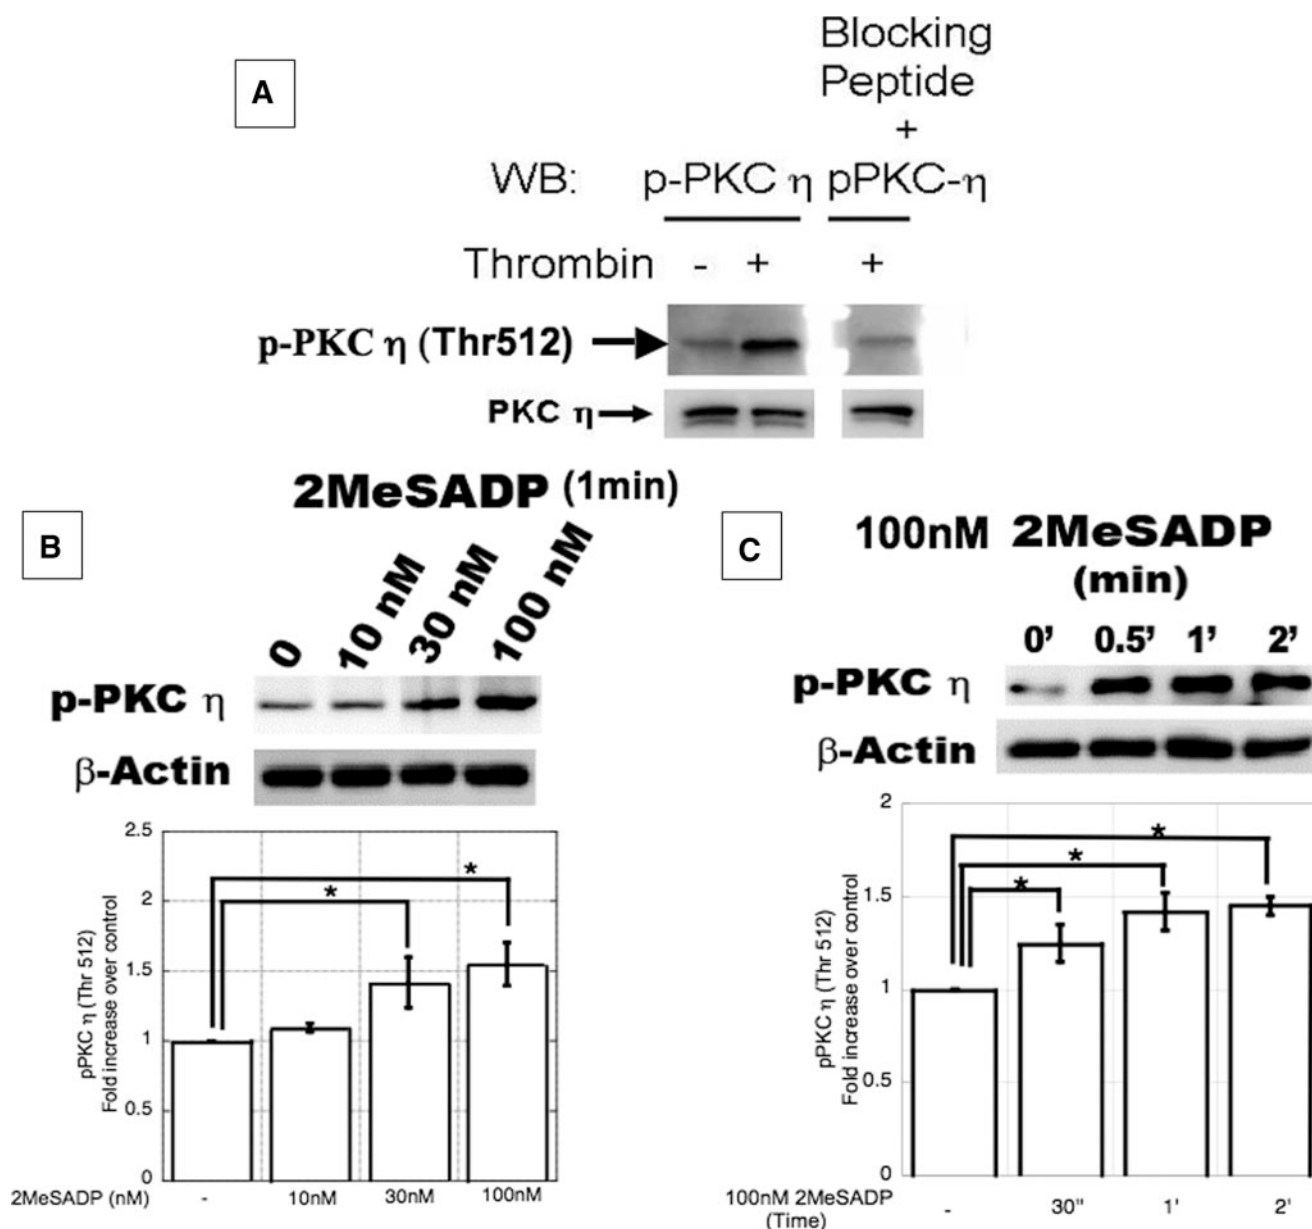 A
Blocking
Peptide
+
WB: p-PKC η pPKC-η
Thrombin - + +
p-PKC η (Thr512)
PKC η
B
2MeSADP (1min)
0 10 nM 30 nM 100 nM
p-PKC η
β-Actin
2.5
2
1.5
1
0.5
0
pPKC η (Thr 512)
Fold increase over control
* *
2MeSADP (nM) - 10nM 30nM 100nM
C
100nM 2MeSADP
(min)
0’ 0.5’ 1’ 2’
p-PKC η
β-Actin
2
1.5
1
0.5
0
pPKC η (Thr 512)
Fold increase over control
* * *
100nM 2MeSADP
(Time)
- 30" 1' 2'